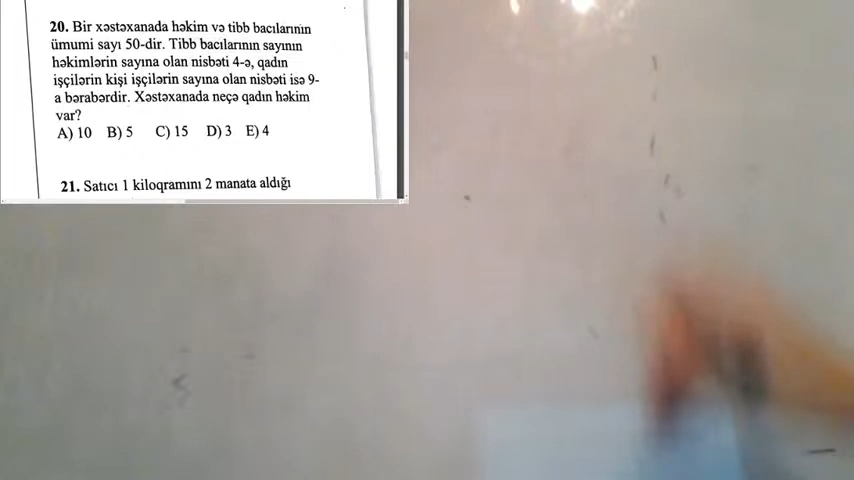 20. Bir xəstəxanada həkim və tibb bacılarının
ümumi sayı 50-dir. Tibb bacılarının sayının
həkimlərin sayına olan nisbəti 4-ə, qadın
işçilərin kişi işçilərin sayına olan nisbəti isə 9-
a bərabərdir. Xəstəxanada neçə qadın həkim
var?
A) 10 B) 5 C) 15 D) 3 E) 4
21. Satıcı 1 kiloqramını 2 manata aldığı